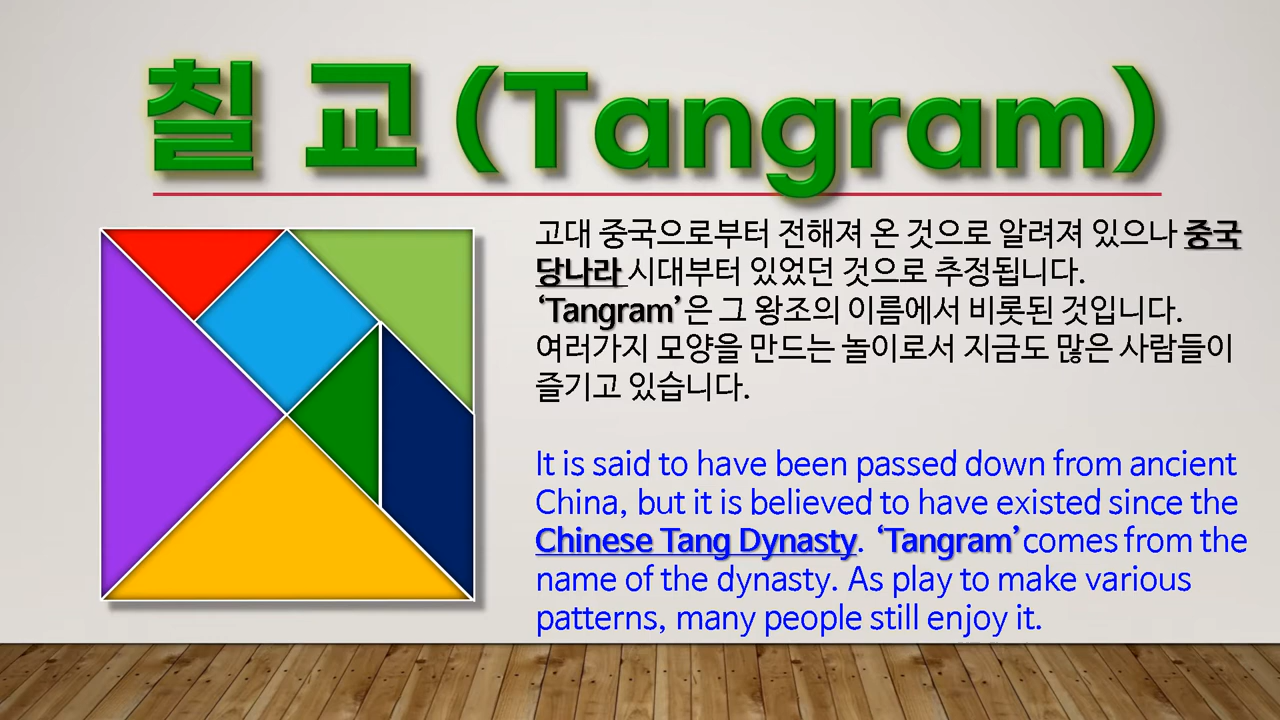 칠 교 (Tangram)
고대 중국으로부터 전해져 온 것으로 알려져 있으나 중국
당나라 시대부터 있었던 것으로 추정됩니다.
‘Tangram’은 그 왕조의 이름에서 비롯된 것입니다.
여러가지 모양을 만드는 놀이로서 지금도 많은 사람들이
즐기고 있습니다.
It is said to have been passed down from ancient
China, but it is believed to have existed since the
Chinese Tang Dynasty. ‘Tangram’ comes from the
name of the dynasty. As play to make various
patterns, many people still enjoy it.